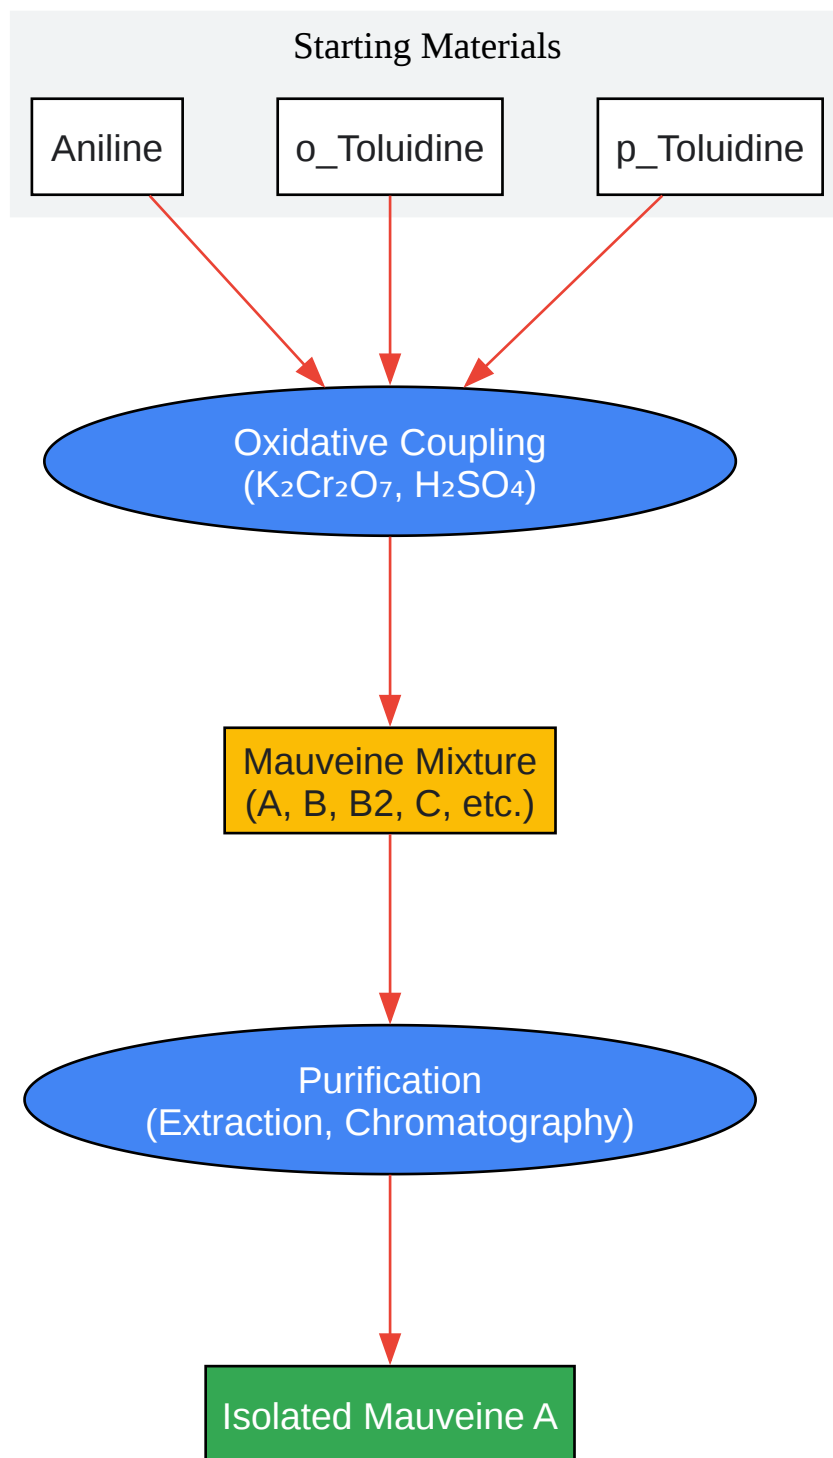 Starting Materials
Aniline
o_Toluidine
p_Toluidine
Oxidative Coupling
(K₂Cr₂O₇, H₂SO₄)
Mauveine Mixture
(A, B, B2, C, etc.)
Purification
(Extraction, Chromatography)
Isolated Mauveine A